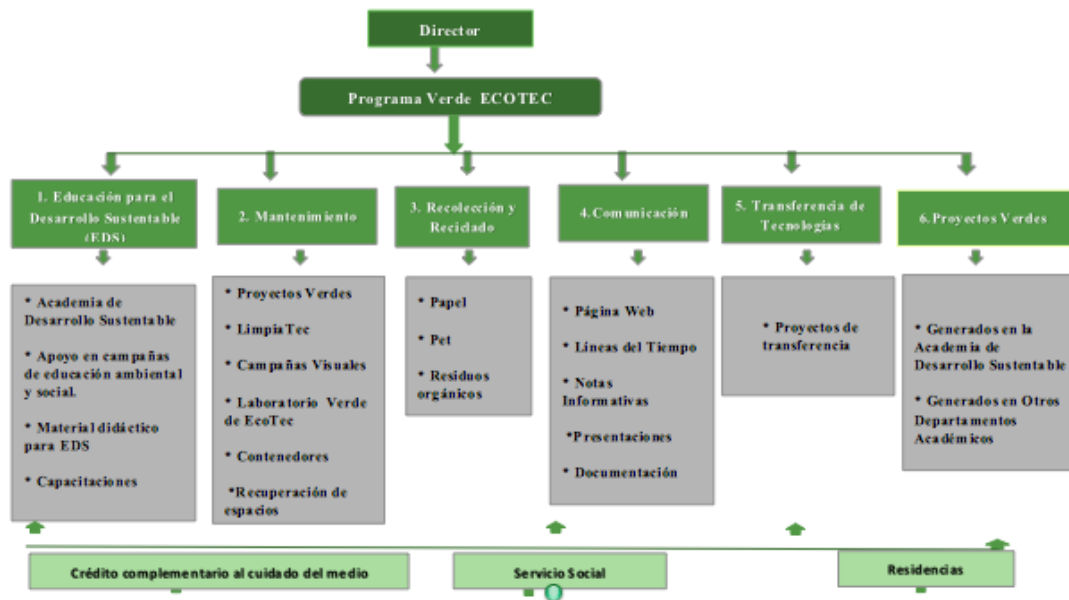 Director
Programa Verde ECOTEC
1. Educación para el
Desarrollo Sustentable
(EDS)
2. Mantenimiento
3. Recolección y
Reciclado
4.Comunicación
5. Transferencia de
Tecnologías
6.Proyectos Verdes
* Academia de
Desarrollo Sustentable
* Apoyo en campañas
de educación ambiental
y social.
* Material didáctico
para EDS
* Capacitaciones
* Proyectos Verdes
* LimpiaTec
* Campañas Visuales
* Laboratorio Verde
de EcoTec
* Contenedores
*Recuperación de
espacios
* Papel
* Pet
* Residuos
orgánicos
* Página Web
* Líneas del Tiempo
* Notas
Informativas
*Presentaciones
* Documentación
* Proyectos de
transferencia
* Generados en la
Academia de
Desarrollo Sustentable
* Generados en Otros
Departamentos
Académicos
Crédito complementario al cuidado del medio
Servicio Social
Residencias